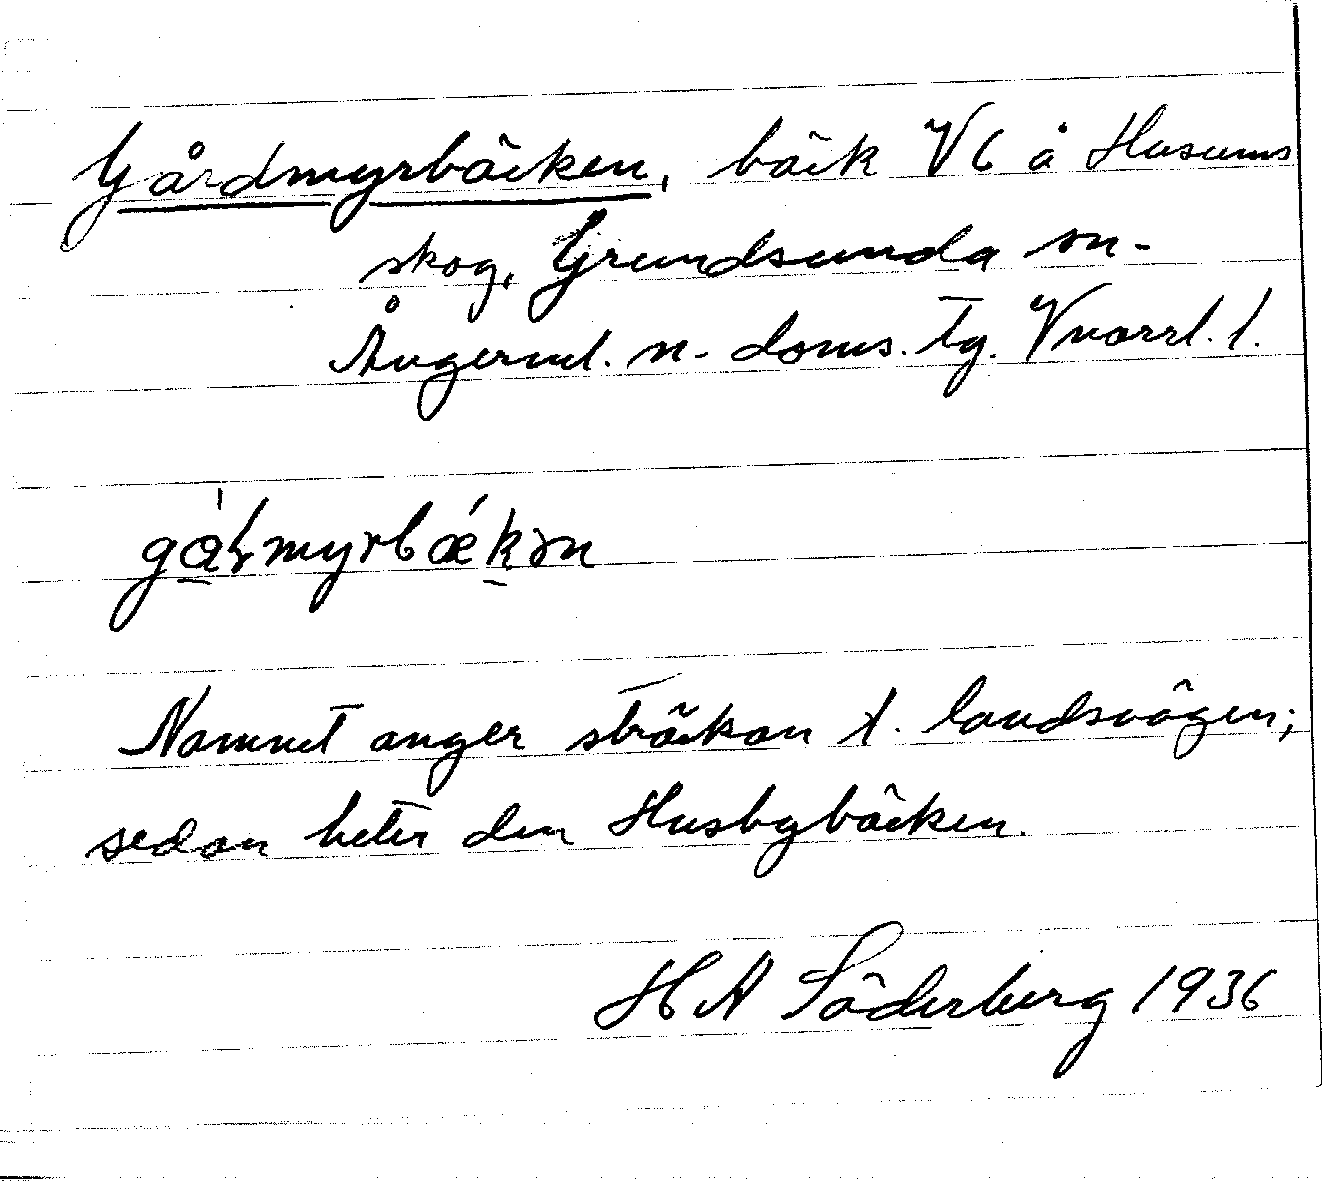 Gårdmyrbäcken, bäck V6 å Husums
skog, Grundsunda sn.
Ångerml. n. doms. tg. Vnorrl. l.
Namnet anger sträckan t. landsvägen;
sedan heter den Husbybäcken.
H A Söderberg 1936